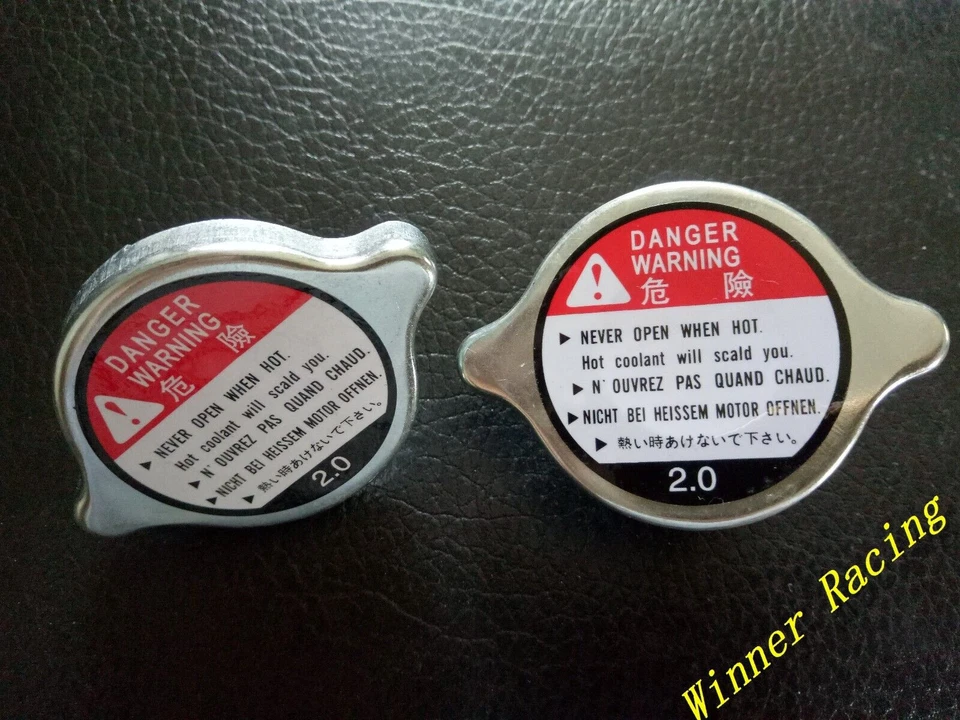 DANGER
WARNING
危 險
▶ NEVER OPEN WHEN HOT.
Hot coolant will scald you.
▶ N' OUVREZ PAS QUAND CHAUD.
▶ NICHT BEI HEISSEM MOTOR OFFNEN.
▶ 熱い時あけないで下さい。
2.0
DANGER
WARNING
危 險
▶ NEVER OPEN WHEN HOT.
Hot coolant will scald you.
▶ N' OUVREZ PAS QUAND CHAUD.
▶ NICHT BEI HEISSEM MOTOR OFFNEN.
▶ 熱い時あけないで下さい。
2.0
Winner Racing